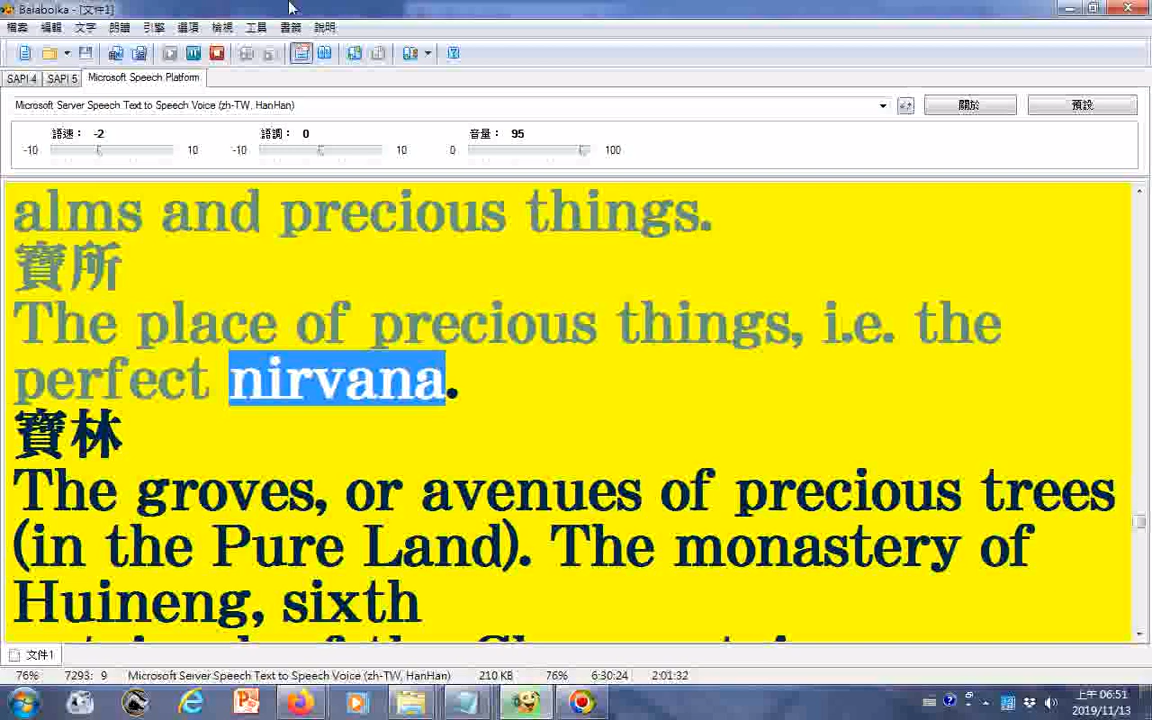 Balabolka - [文件1]
檔案 編輯 文字 朗讀 引擎 選項 檢視 工具 書籤 說明
SAPI 4 SAPI 5 Microsoft Speech Platform
Microsoft Server Speech Text to Speech Voice (zh-TW, HanHan) 關於 預設
語速： -2 語調： 0 音量： 95
-10 10 -10 10 0 100
alms and precious things.
寶所
The place of precious things, i.e. the
perfect nirvana.
寶林
The groves, or avenues of precious trees
(in the Pure Land). The monastery of
Huineng, sixth
文件1
76% 7293: 9 Microsoft Server Speech Text to Speech Voice (zh-TW, HanHan) 210 KB 76% 6:30:24 2:01:32
上午 06:51
2019/11/13